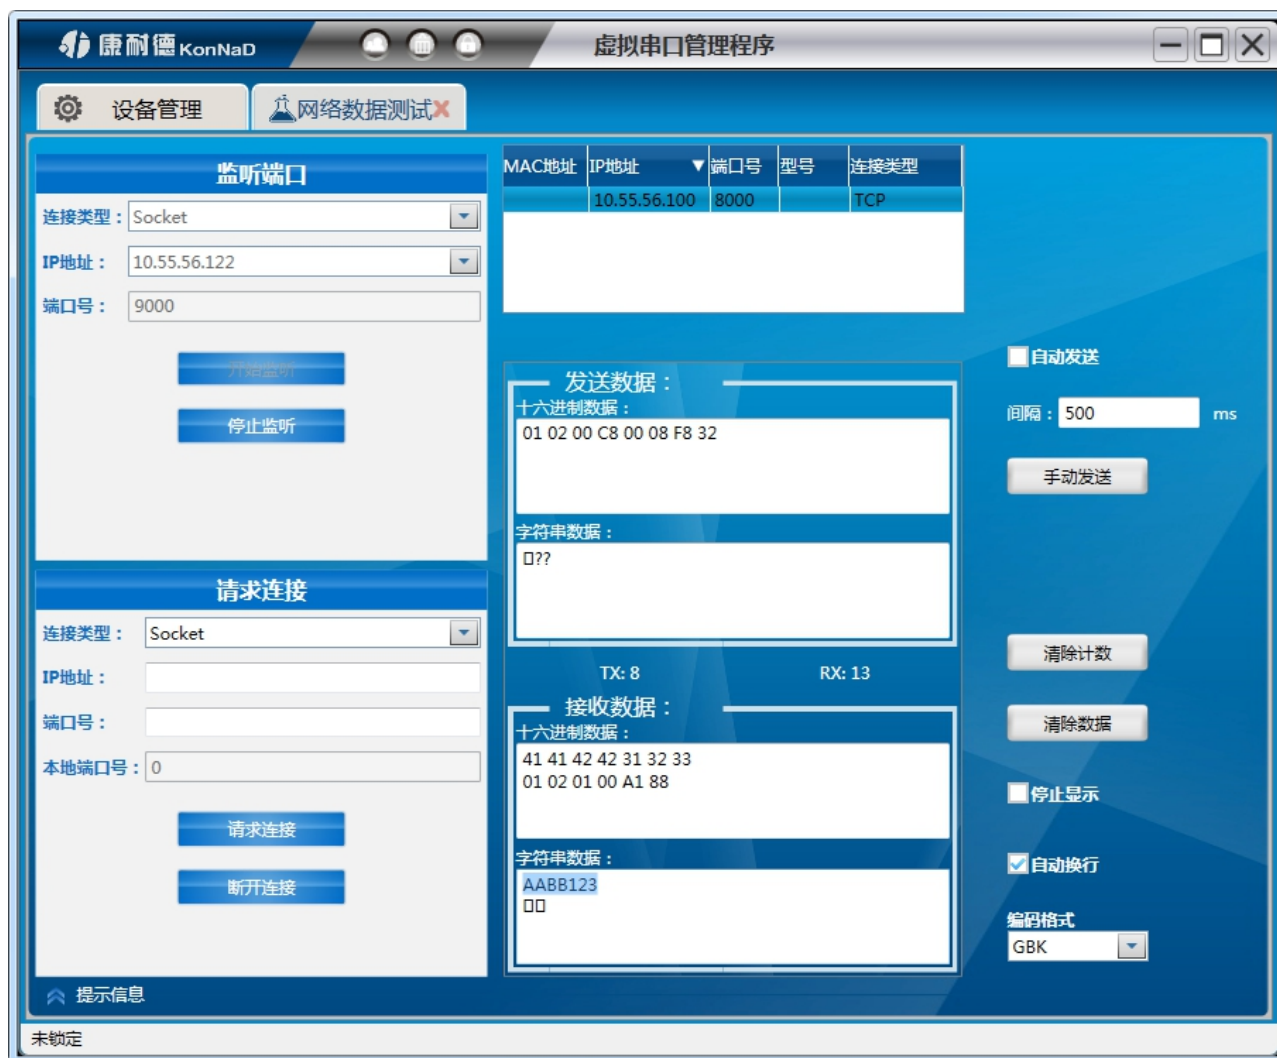 康耐德 KonNaD
虚拟串口管理程序
设备管理
网络数据测试
监听端口
连接类型：Socket
IP地址：10.55.56.122
端口号：9000
开始监听
停止监听
请求连接
连接类型：Socket
IP地址：
端口号：
本地端口号：0
请求连接
断开连接
MAC地址 IP地址 端口号 型号 连接类型
10.55.56.100 8000 TCP
发送数据：
十六进制数据：
01 02 00 C8 00 08 F8 32
字符串数据：
□??
TX: 8 RX: 13
接收数据：
十六进制数据：
41 41 42 42 31 32 33
01 02 01 00 A1 88
字符串数据：
AABB123
□□
自动发送
间隔：500 ms
手动发送
清除计数
清除数据
停止显示
自动换行
编码格式
GBK
提示信息
未锁定